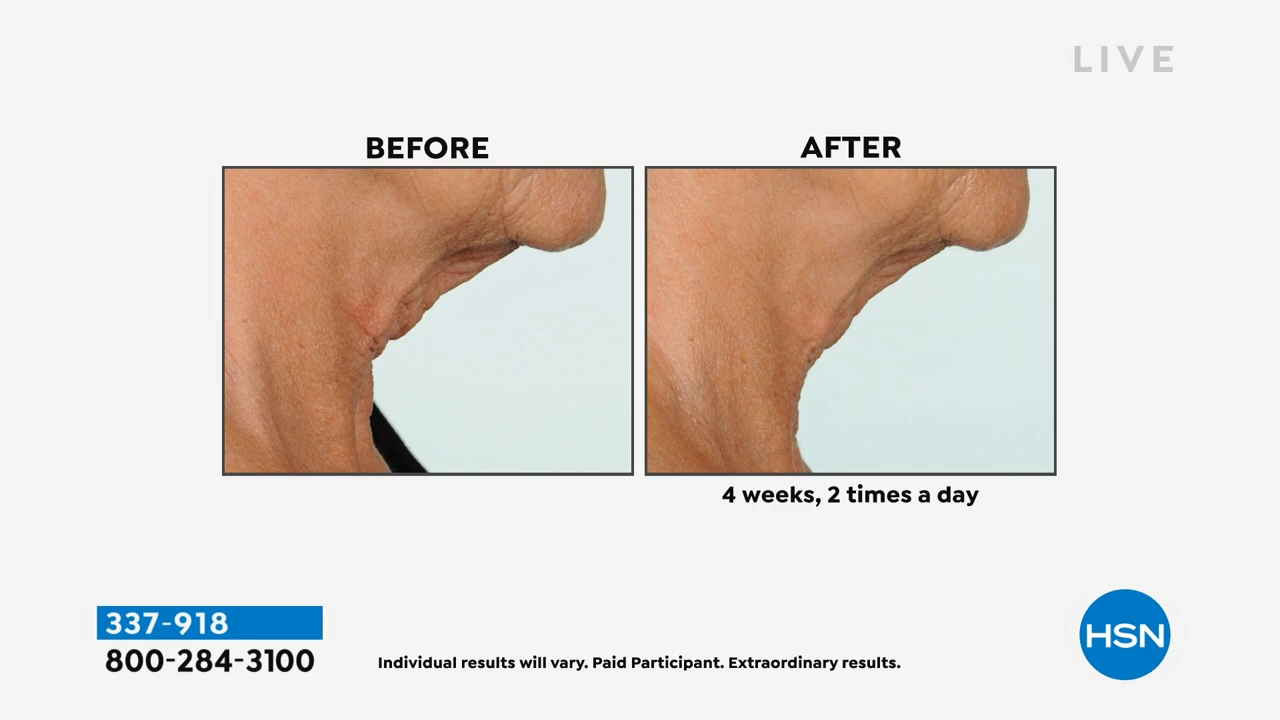 LIVE
BEFORE
AFTER
4 weeks, 2 times a day
337-918
800-284-3100
Individual results will vary. Paid Participant. Extraordinary results.
HSN